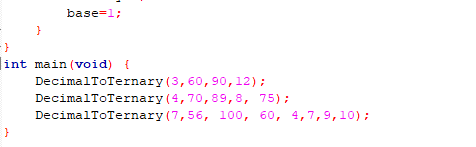 base=1;
}
}
int main(void) {
DecimalToTernary(3,60,90,12);
DecimalToTernary(4,70,89,8, 75);
DecimalToTernary(7,56, 100, 60, 4,7,9,10);
}